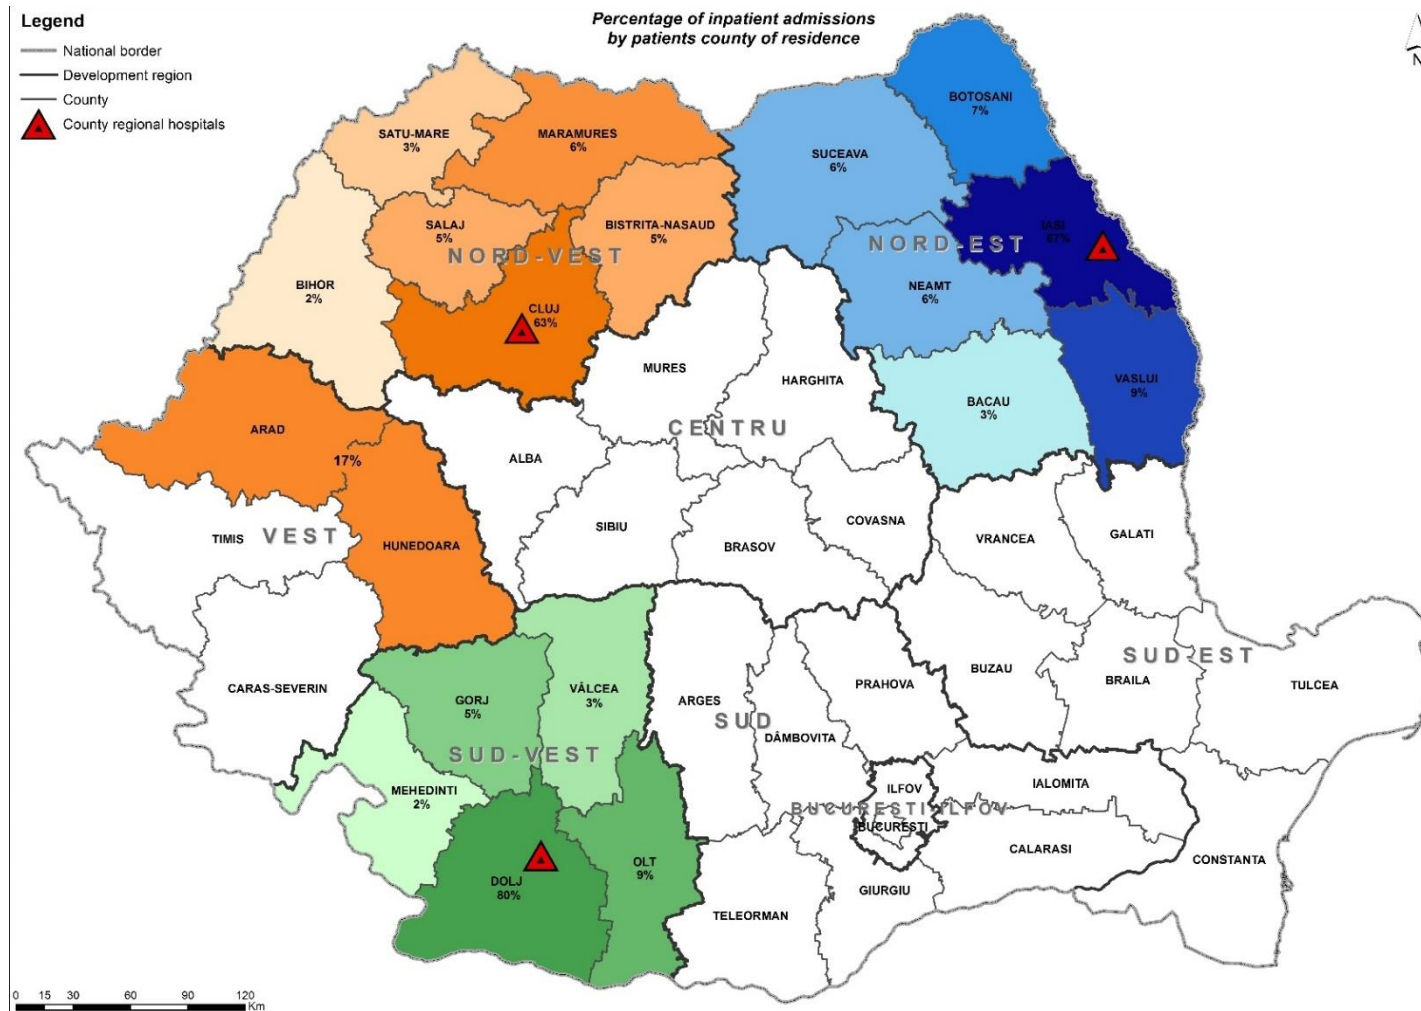 Legend
National border
Development region
County
County regional hospitals
Percentage of inpatient admissions
by patients county of residence
N
BOTOSANI
7%
SATU-MARE
3%
MARAMURES
6%
SUCEAVA
6%
SALAJ
5%
BISTRITA-NASAUD
5%
IASI
67%
NORD-VEST
NORD-EST
BIHOR
2%
NEAMT
6%
CLUJ
63%
MURES
HARGHITA
VASLUI
9%
BACAU
3%
ARAD
CENTRU
17%
ALBA
SIBIU
COVASNA
BRASOV
VRANCEA
GALATI
TIMIS
VEST
HUNEDOARA
CARAS-SEVERIN
GORJ
5%
VÂLCEA
3%
ARGES
PRAHOVA
BUZAU
BRAILA
SUD-EST
TULCEA
SUD-VEST
SUD
DÂMBOVITA
MEHEDINTI
2%
ILFOV
IALOMITA
BUCURESTI-ILFOV
BUCURESTI
CALARASI
CONSTANTA
OLT
9%
DOLJ
80%
GIURGIU
TELEORMAN
0 15 30 60 90 120
Km